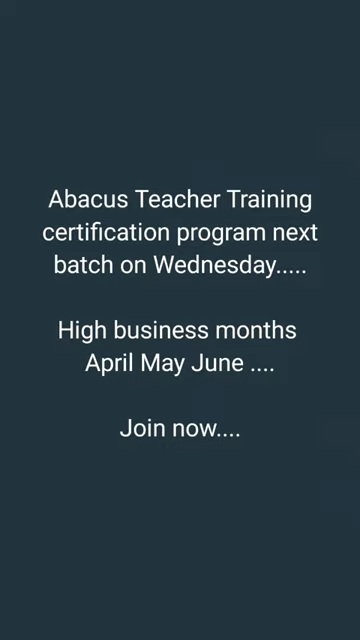 Abacus Teacher Training
certification program next
batch on Wednesday.....
High business months
April May June ....
Join now....